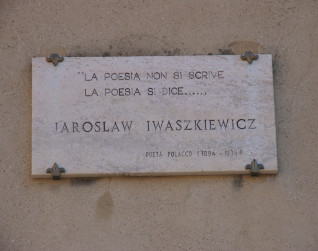 "LA POESIA NON SI SCRIVE
LA POESIA SI DICE......
JAROSLAW IWASZKIEWICZ
POETA POLACCO